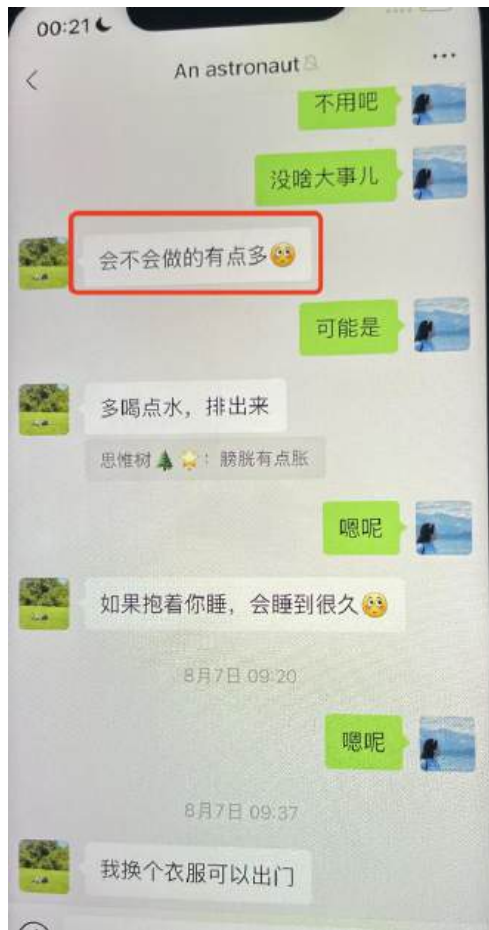 00:21
An astronaut
不用吧
没啥大事儿
会不会做的有点多😳
可能是
多喝点水，排出来
思惟树🌲🌟：膀胱有点胀
嗯呢
如果抱着你睡，会睡到很久😳
8月7日 09:20
嗯呢
8月7日 09:37
我换个衣服可以出门